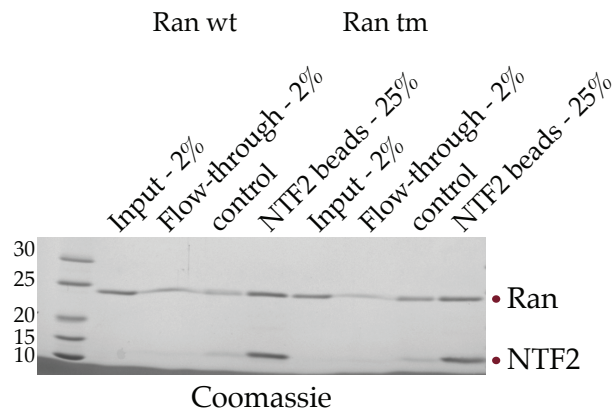 Ran wt Ran tm
Input - 2%
Flow-through - 2%
control
NTF2 beads - 25%
Input - 2%
Flow-through - 2%
control
NTF2 beads - 25%
30
25
20
15
10
• Ran
• NTF2
Coomassie